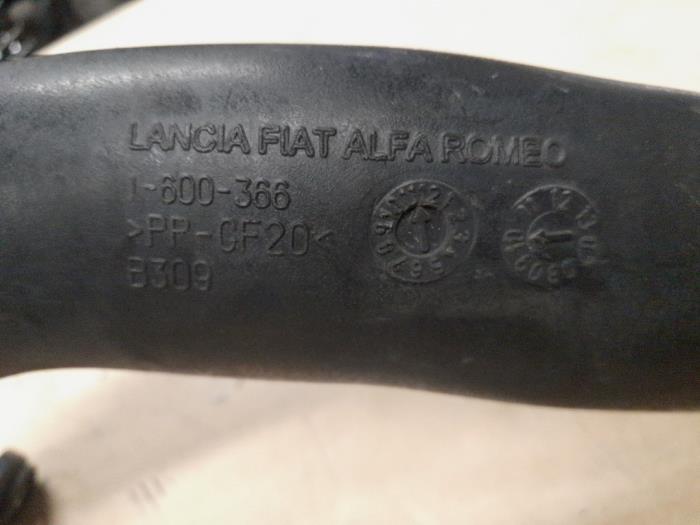 LANCIA FIAT ALFA ROMEO
1-600-366
>PP-GF20<
B309